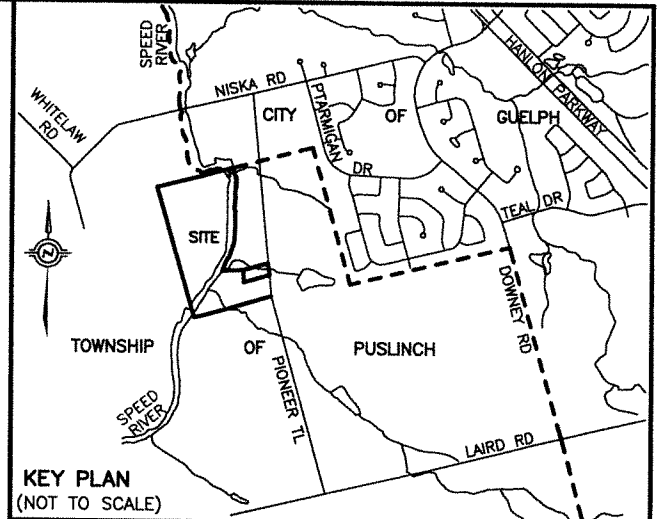 SPEED
RIVER
HANLON PARKWAY
WHITELAW
RD
NISKA RD
PTARMIGAN
DR
CITY OF GUELPH
TEAL DR
SITE
N
DOWNEY RD
TOWNSHIP OF PUSLINCH
PIONEER TL
SPEED
RIVER
LAIRD RD
KEY PLAN
(NOT TO SCALE)